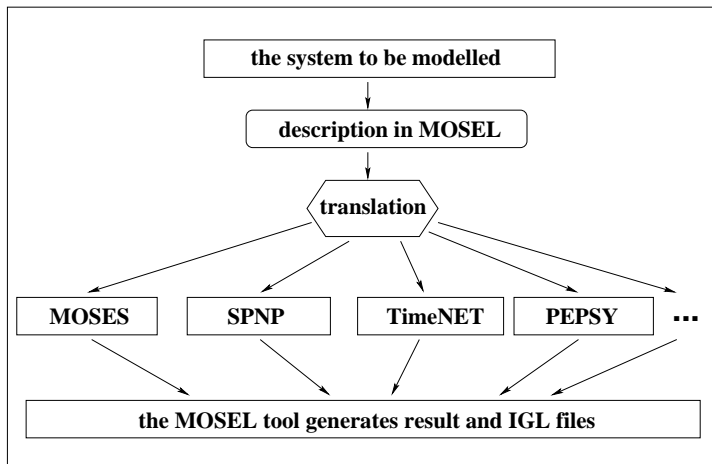 the system to be modelled
description in MOSEL
translation
MOSES
SPNP
TimeNET
PEPSY
...
the MOSEL tool generates result and IGL files